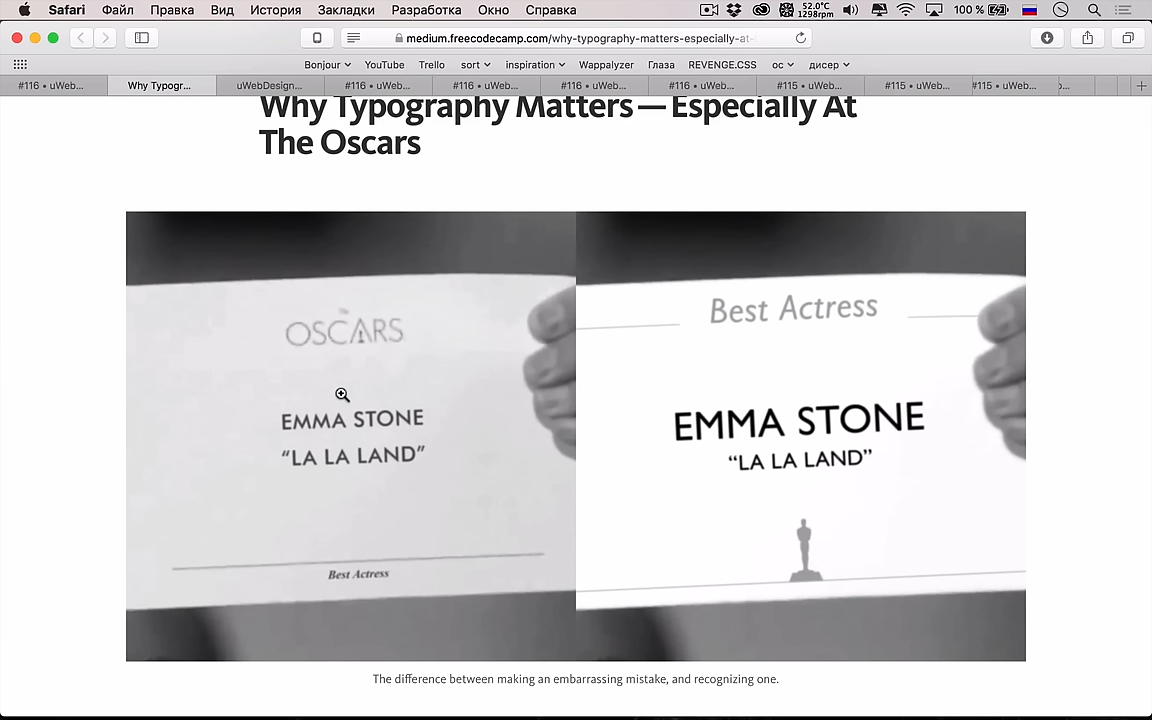 Safari Файл Правка Вид История Закладки Разработка Окно Справка 52.0°C 1298rpm 100 %
medium.freecodecamp.com/why-typography-matters-especially-at-
Bonjour YouTube Trello sort inspiration Wappalyzer Глаза REVENGE.CSS ос дисер
#116 • uWeb... Why Typogr... uWebDesign... #116 • uWeb... #116 • uWeb... #116 • uWeb... #116 • uWeb... #115 • uWeb... #115 • uWeb... #115 • uWeb...
Why Typography Matters — Especially At
The Oscars
The
OSCARS
EMMA STONE
“LA LA LAND”
Best Actress
Best Actress
EMMA STONE
“LA LA LAND”
The difference between making an embarrassing mistake, and recognizing one.